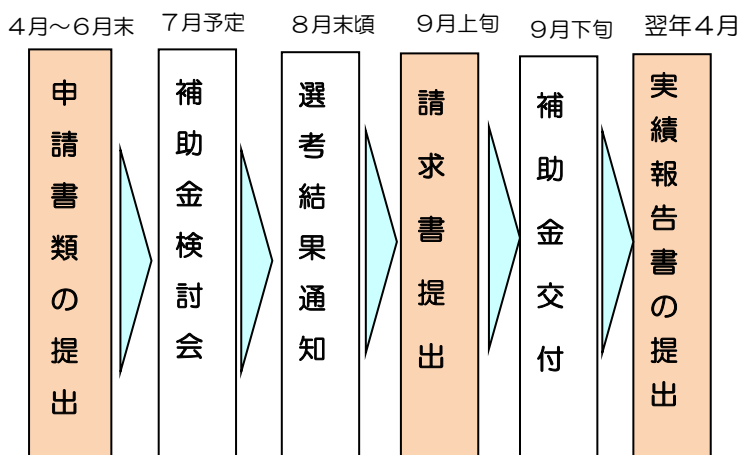 4月～6月末
7月予定
8月末頃
9月上旬
9月下旬
翌年4月
申請書類の提出
補助金検討会
選考結果通知
請求書提出
補助金交付
実績報告書の提出